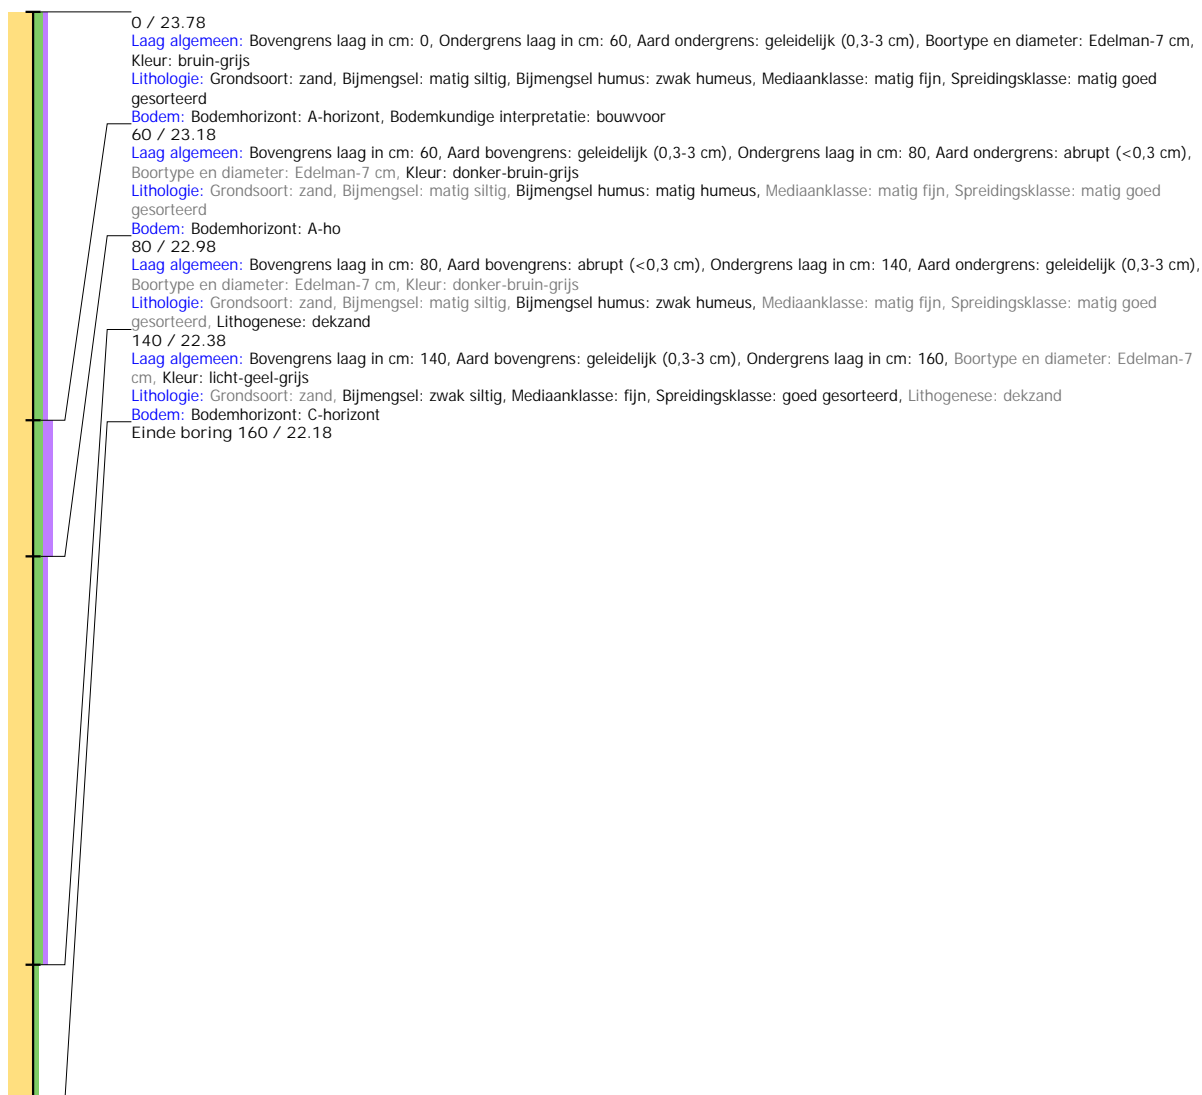 0 / 23.78
Laag algemeen: Bovengrens laag in cm: 0, Ondergrens laag in cm: 60, Aard ondergrens: geleidelijk (0,3-3 cm), Boortype en diameter: Edelman-7 cm,
Kleur: bruin-grijs
Lithologie: Grondsoort: zand, Bijmengsel: matig siltig, Bijmengsel humus: zwak humeus, Mediaanklasse: matig fijn, Spreidingsklasse: matig goed
gesorteerd
Bodem: Bodemhorizont: A-horizont, Bodemkundige interpretatie: bouwvoor
60 / 23.18
Laag algemeen: Bovengrens laag in cm: 60, Aard bovengrens: geleidelijk (0,3-3 cm), Ondergrens laag in cm: 80, Aard ondergrens: abrupt (<0,3 cm),
Boortype en diameter: Edelman-7 cm, Kleur: donker-bruin-grijs
Lithologie: Grondsoort: zand, Bijmengsel: matig siltig, Bijmengsel humus: matig humeus, Mediaanklasse: matig fijn, Spreidingsklasse: matig goed
gesorteerd
Bodem: Bodemhorizont: A-ho
80 / 22.98
Laag algemeen: Bovengrens laag in cm: 80, Aard bovengrens: abrupt (<0,3 cm), Ondergrens laag in cm: 140, Aard ondergrens: geleidelijk (0,3-3 cm),
Boortype en diameter: Edelman-7 cm, Kleur: donker-bruin-grijs
Lithologie: Grondsoort: zand, Bijmengsel: matig siltig, Bijmengsel humus: zwak humeus, Mediaanklasse: matig fijn, Spreidingsklasse: matig goed
gesorteerd, Lithogenese: dekzand
140 / 22.38
Laag algemeen: Bovengrens laag in cm: 140, Aard bovengrens: geleidelijk (0,3-3 cm), Ondergrens laag in cm: 160, Boortype en diameter: Edelman-7
cm, Kleur: licht-geel-grijs
Lithologie: Grondsoort: zand, Bijmengsel: zwak siltig, Mediaanklasse: fijn, Spreidingsklasse: goed gesorteerd, Lithogenese: dekzand
Bodem: Bodemhorizont: C-horizont
Einde boring 160 / 22.18